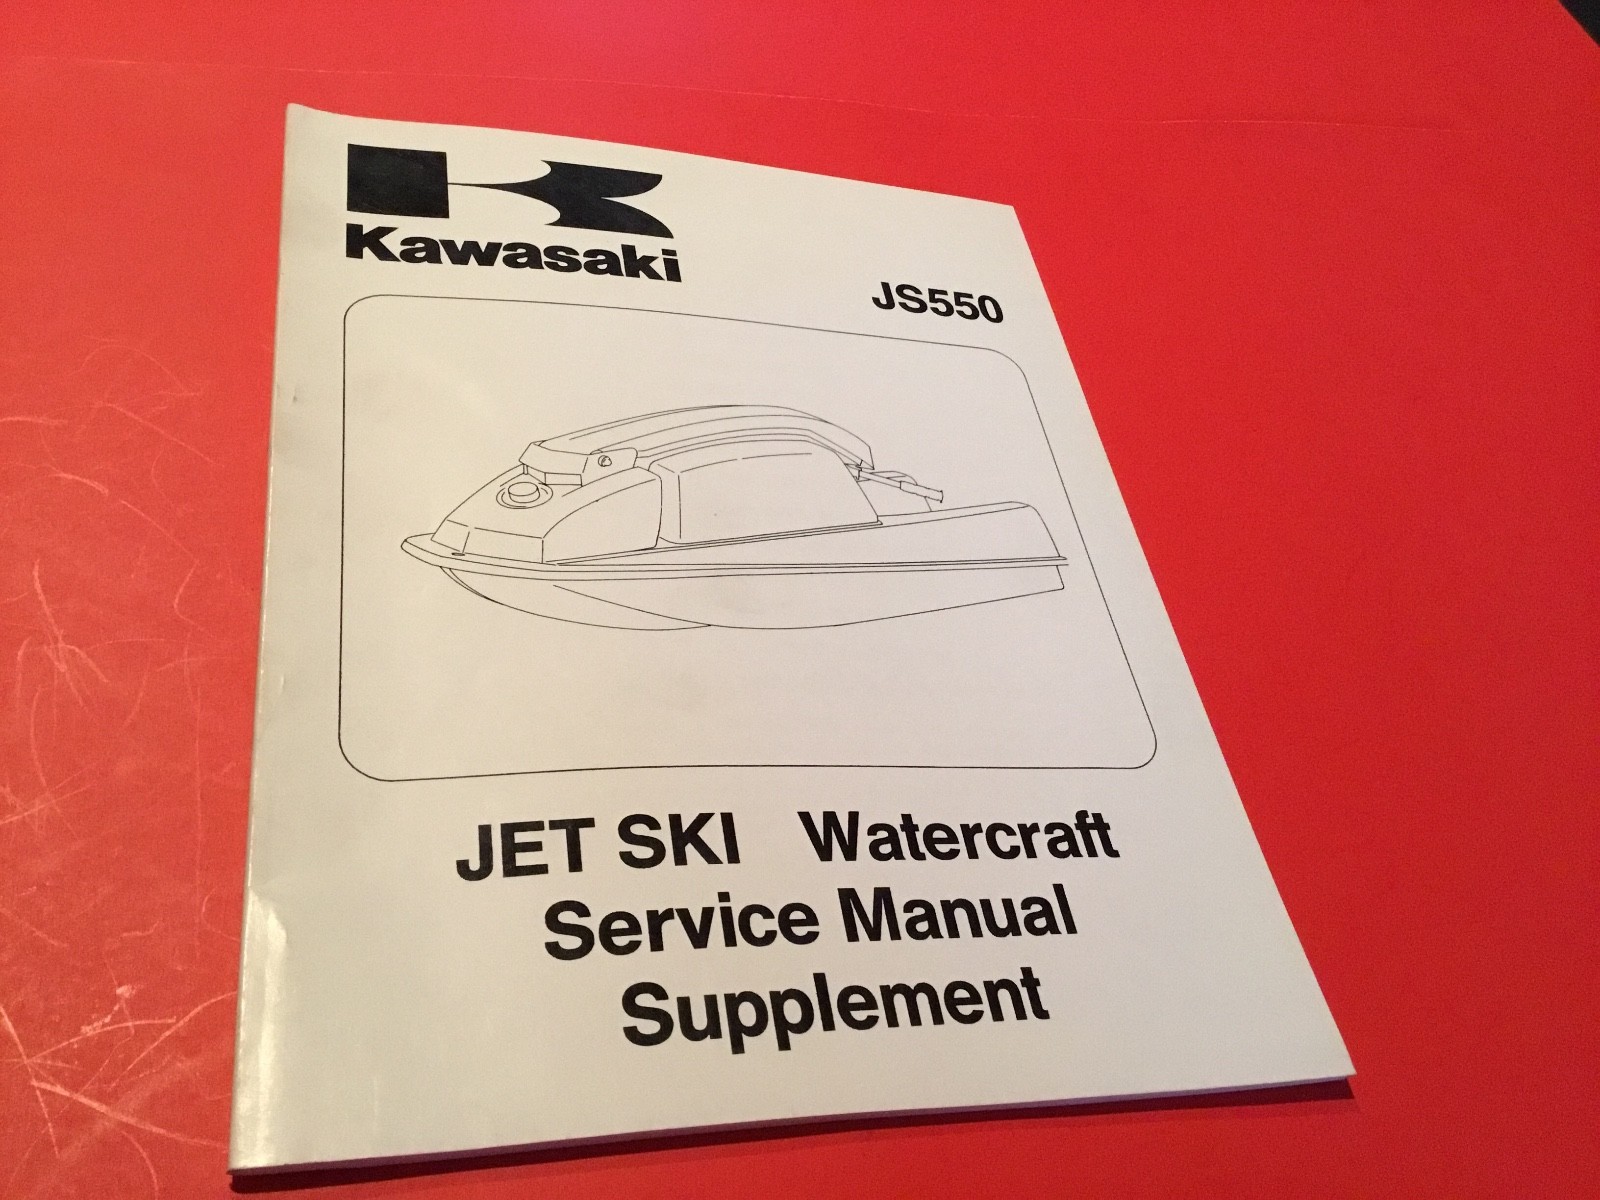 Kawasaki
JS550
JET SKI Watercraft
Service Manual
Supplement